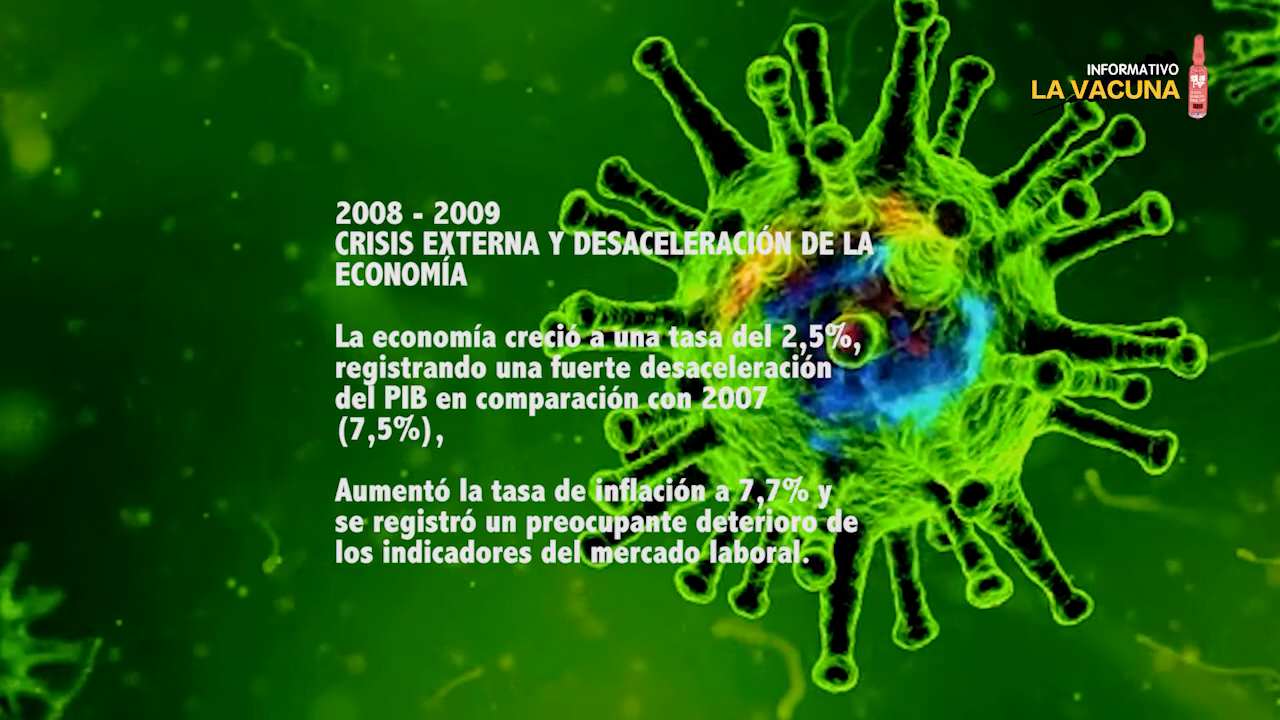 INFORMATIVO
LA VACUNA
2008 - 2009
CRISIS EXTERNA Y DESACELERACIÓN DE LA
ECONOMÍA
La economía creció a una tasa del 2,5%,
registrando una fuerte desaceleración
del PIB en comparación con 2007
(7,5%),
Aumentó la tasa de inflación a 7,7% y
se registró un preocupante deterioro de
los indicadores del mercado laboral.